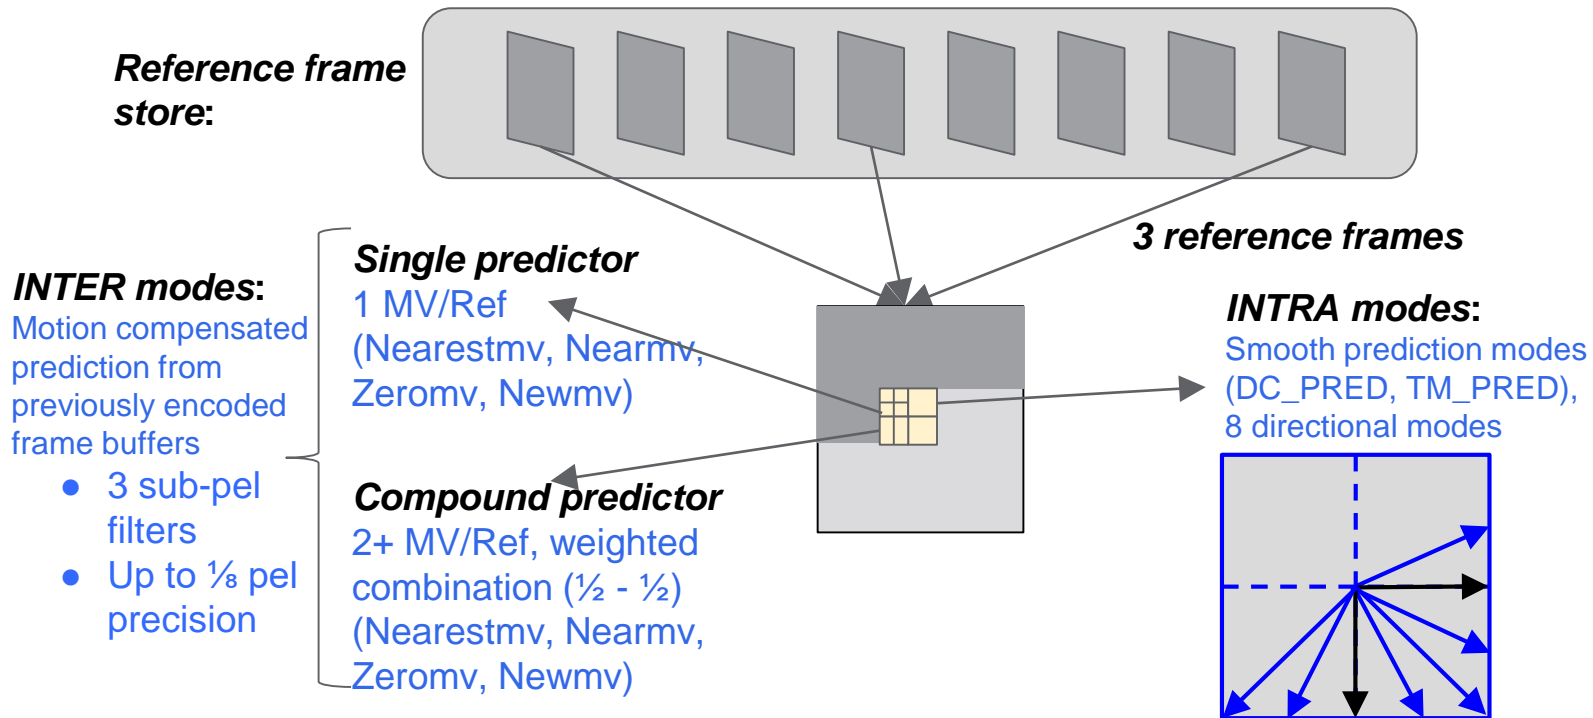 Reference frame
store:
3 reference frames
INTER modes:
Motion compensated
prediction from
previously encoded
frame buffers
● 3 sub-pel
filters
● Up to ⅛ pel
precision
Single predictor
1 MV/Ref
(Nearestmv, Nearmv,
Zeromv, Newmv)
Compound predictor
2+ MV/Ref, weighted
combination (½ - ½)
(Nearestmv, Nearmv,
Zeromv, Newmv)
INTRA modes:
Smooth prediction modes
(DC_PRED, TM_PRED),
8 directional modes